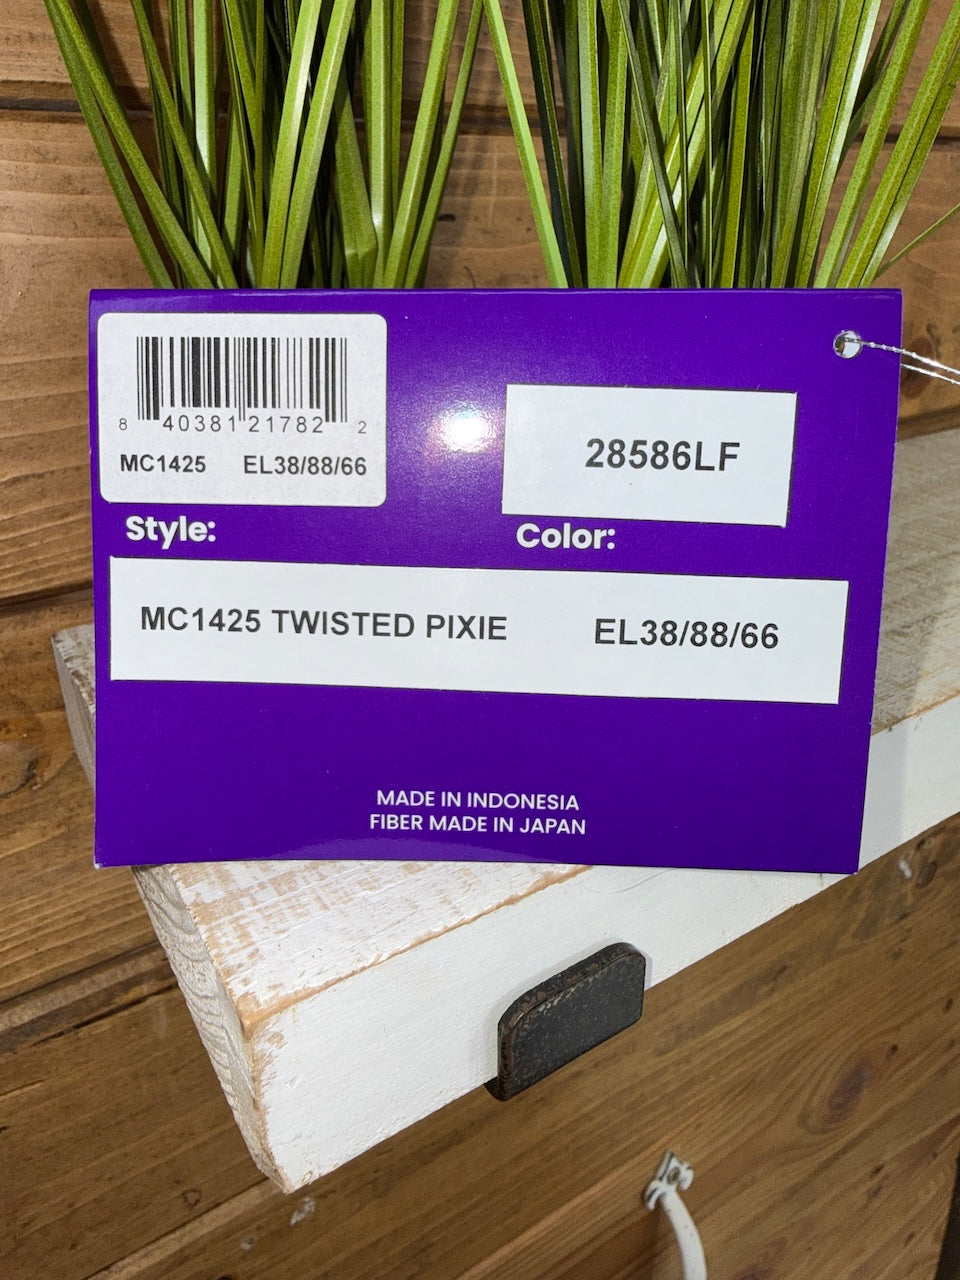 8 40381 21782 2
MC1425 EL38/88/66
28586LF
Style:
Color:
MC1425 TWISTED PIXIE EL38/88/66
MADE IN INDONESIA
FIBER MADE IN JAPAN